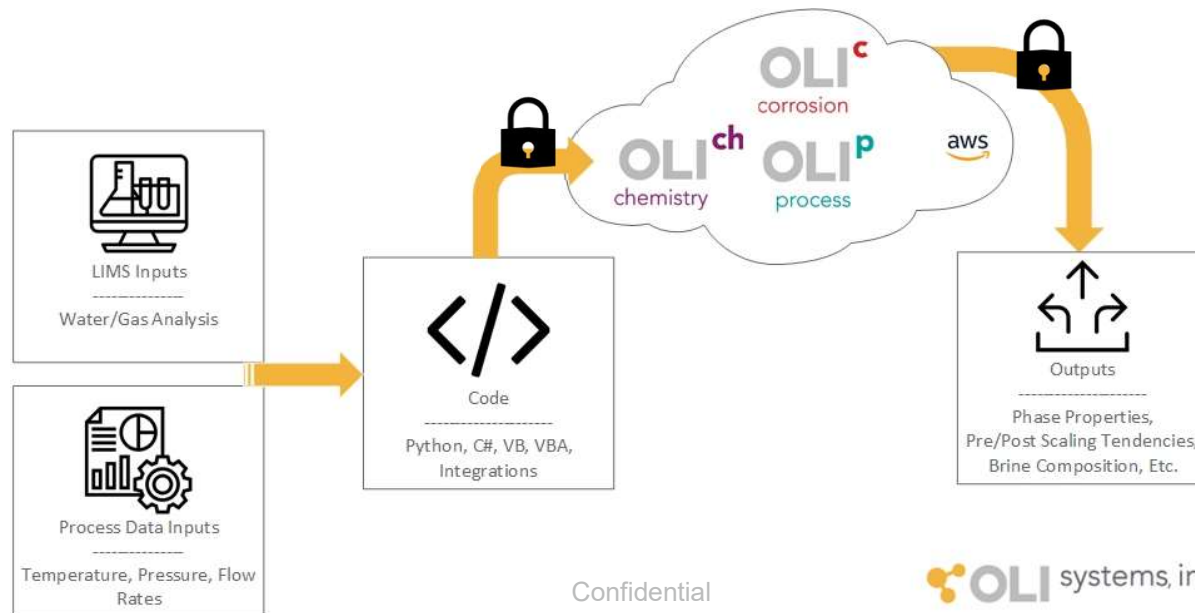 LIMS Inputs
---------------
Water/Gas Analysis
Process Data Inputs
---------------
Temperature, Pressure, Flow
Rates
</>
Code
---------------------
Python, C#, VB, VBA,
Integrations
OLI c
corrosion
OLI ch
chemistry
OLI p
process
aws
Outputs
---------------------
Phase Properties,
Pre/Post Scaling Tendencies,
Brine Composition, Etc.
Confidential
OLI systems, in